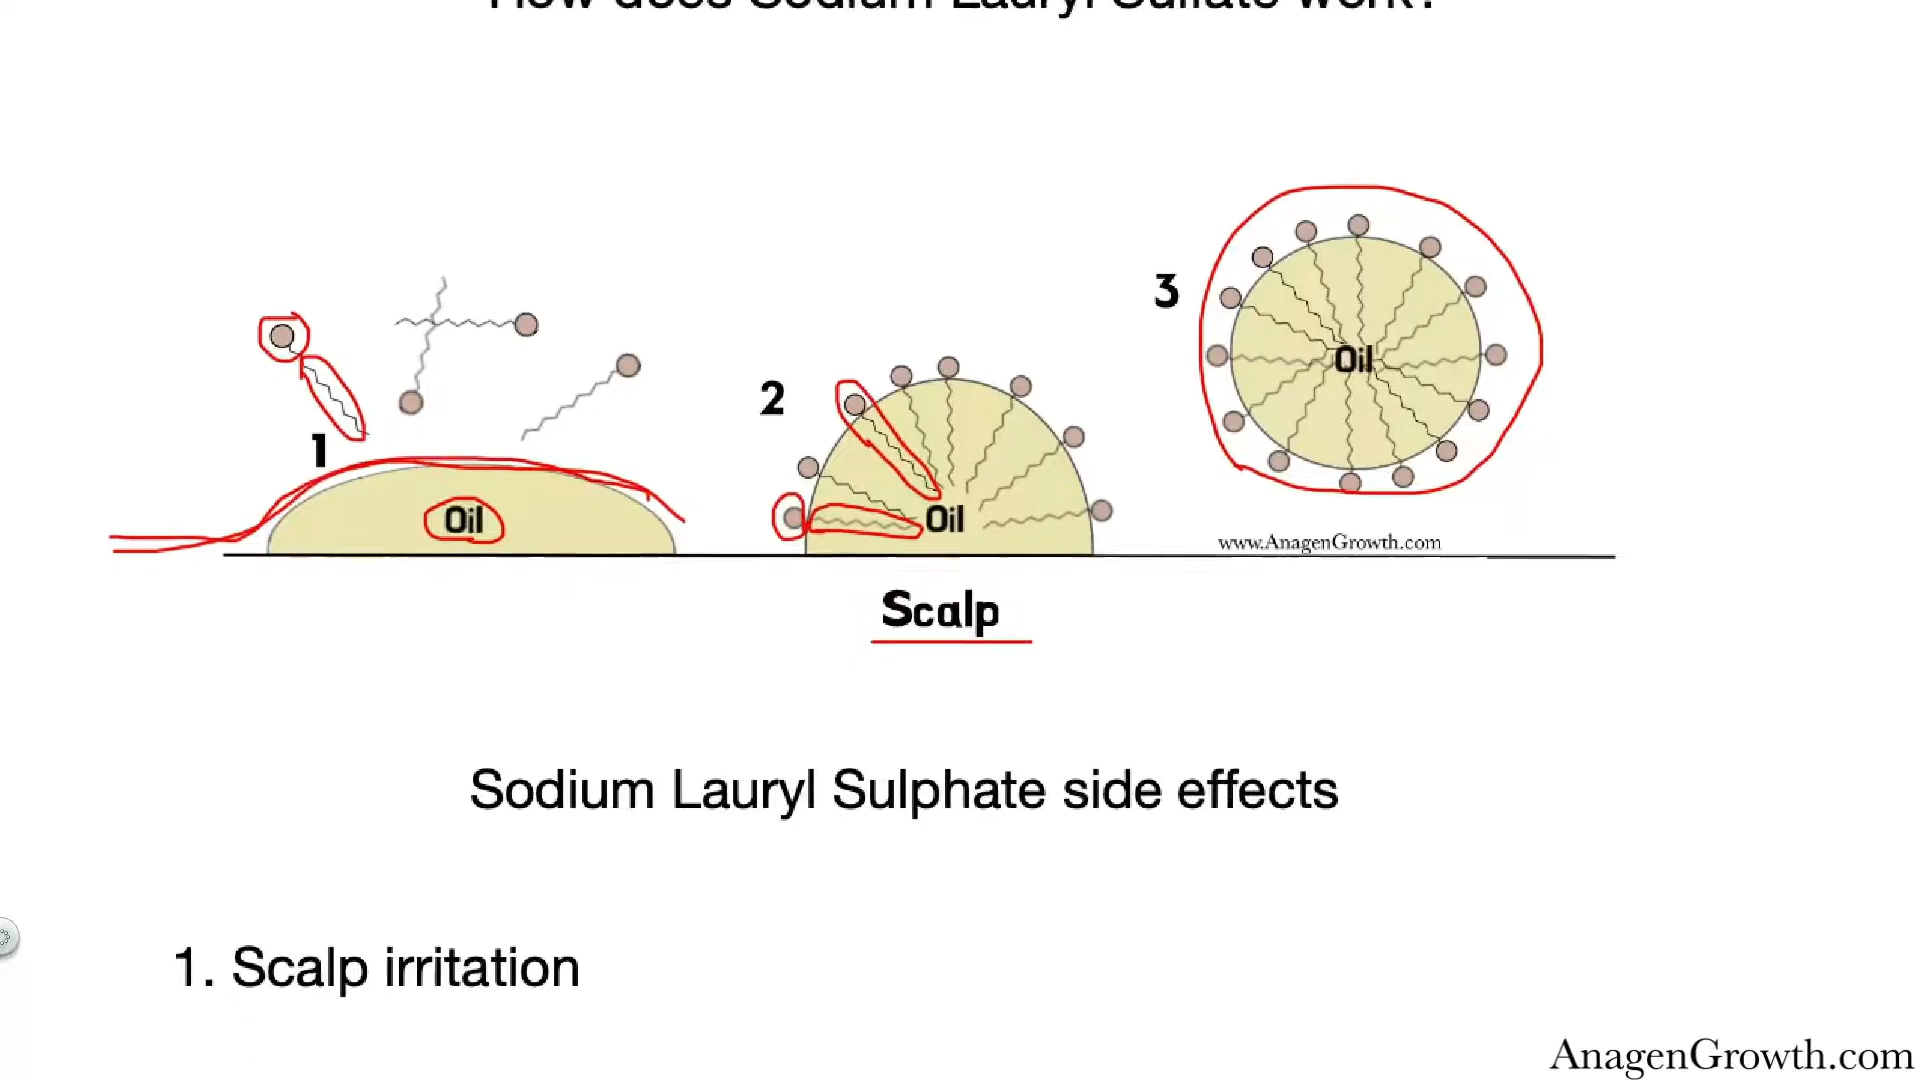 How does Sodium Lauryl Sulfate work?
3
2
1
Oil
Oil
Oil
www.AnagenGrowth.com
Scalp
Sodium Lauryl Sulphate side effects
1. Scalp irritation
AnagenGrowth.com